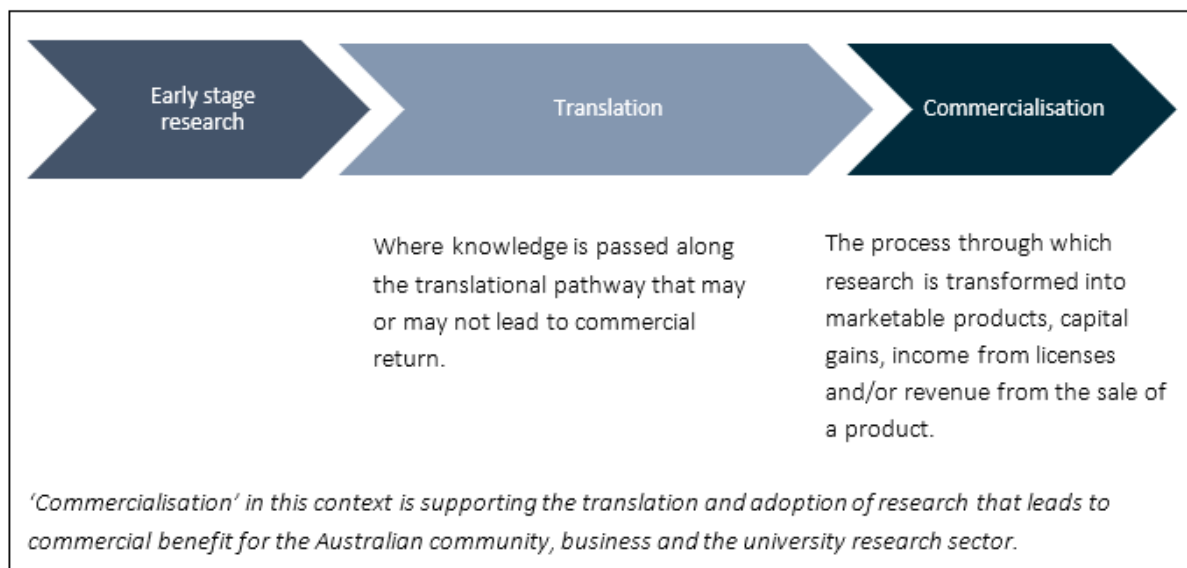 Early stage
research
Translation
Commercialisation
Where knowledge is passed along
the translational pathway that may
or may not lead to commercial
return.
The process through which
research is transformed into
marketable products, capital
gains, income from licenses
and/or revenue from the sale of
a product.
‘Commercialisation’ in this context is supporting the translation and adoption of research that leads to
commercial benefit for the Australian community, business and the university research sector.